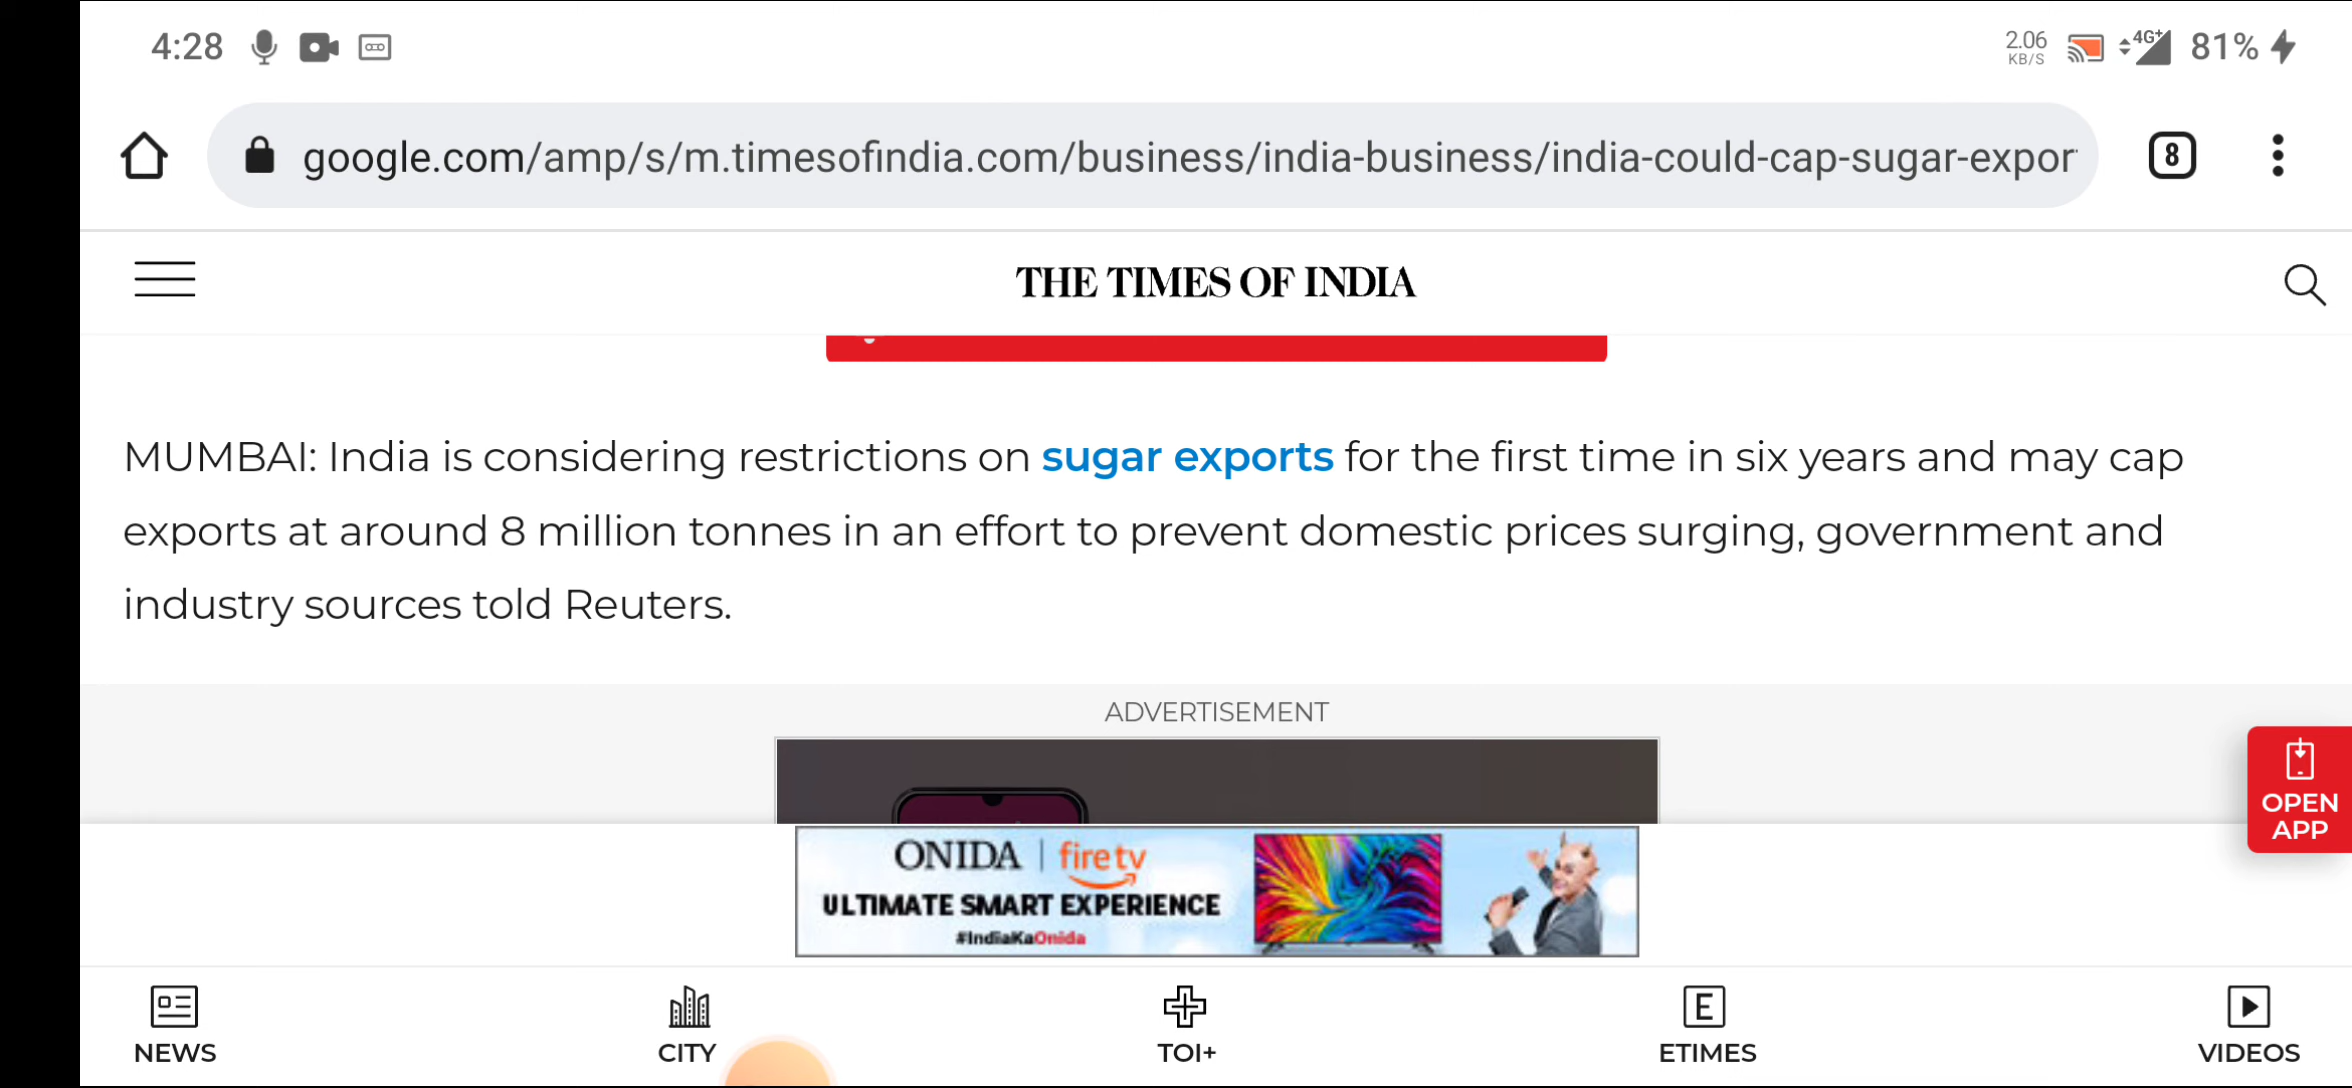 4:28
2.06 KB/S 4G+ 81%
google.com/amp/s/m.timesofindia.com/business/india-business/india-could-cap-sugar-expor
8
THE TIMES OF INDIA
MUMBAI: India is considering restrictions on sugar exports for the first time in six years and may cap
exports at around 8 million tonnes in an effort to prevent domestic prices surging, government and
industry sources told Reuters.
ADVERTISEMENT
OPEN
APP
ONIDA | fire tv
ULTIMATE SMART EXPERIENCE
#IndiaKaOnida
NEWS
CITY
TOI+
E
ETIMES
VIDEOS